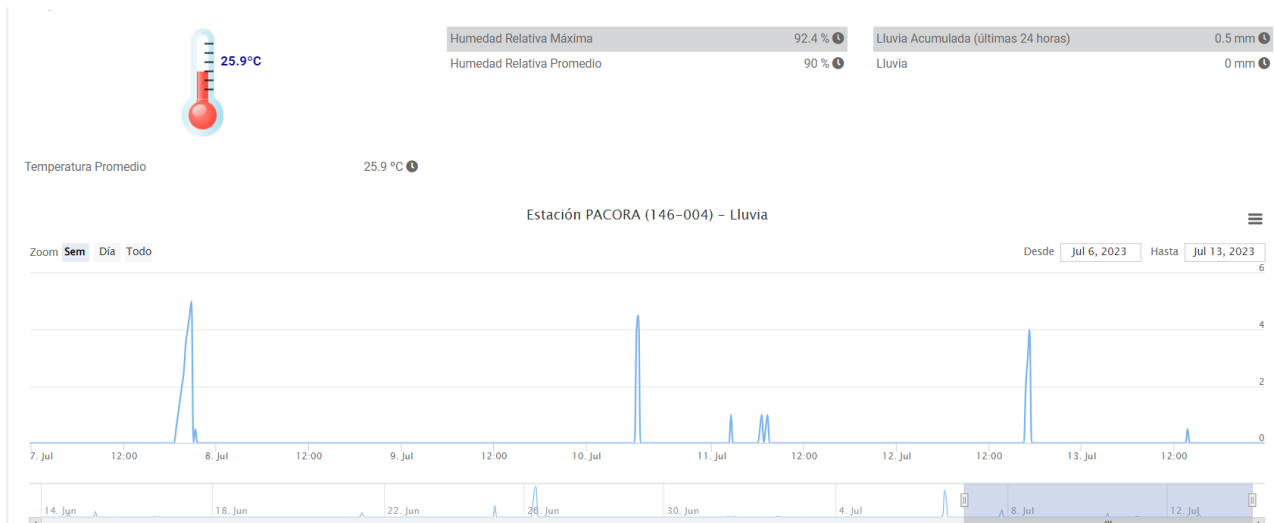 25.9°C
Humedad Relativa Máxima 92.4 %
Humedad Relativa Promedio 90 %
Lluvia Acumulada (últimas 24 horas) 0.5 mm
Lluvia 0 mm
Temperatura Promedio 25.9 ºC
Estación PACORA (146-004) – Lluvia
Zoom Sem Día Todo
Desde Jul 6, 2023 Hasta Jul 13, 2023
6
4
2
0
7. Jul 12:00 8. Jul 12:00 9. Jul 12:00 10. Jul 11. Jul 12:00 12. Jul 12:00 13. Jul 12:00
14. Jun 18. Jun 22. Jun 26. Jun 30. Jun 4. Jul 8. Jul 12. Jul